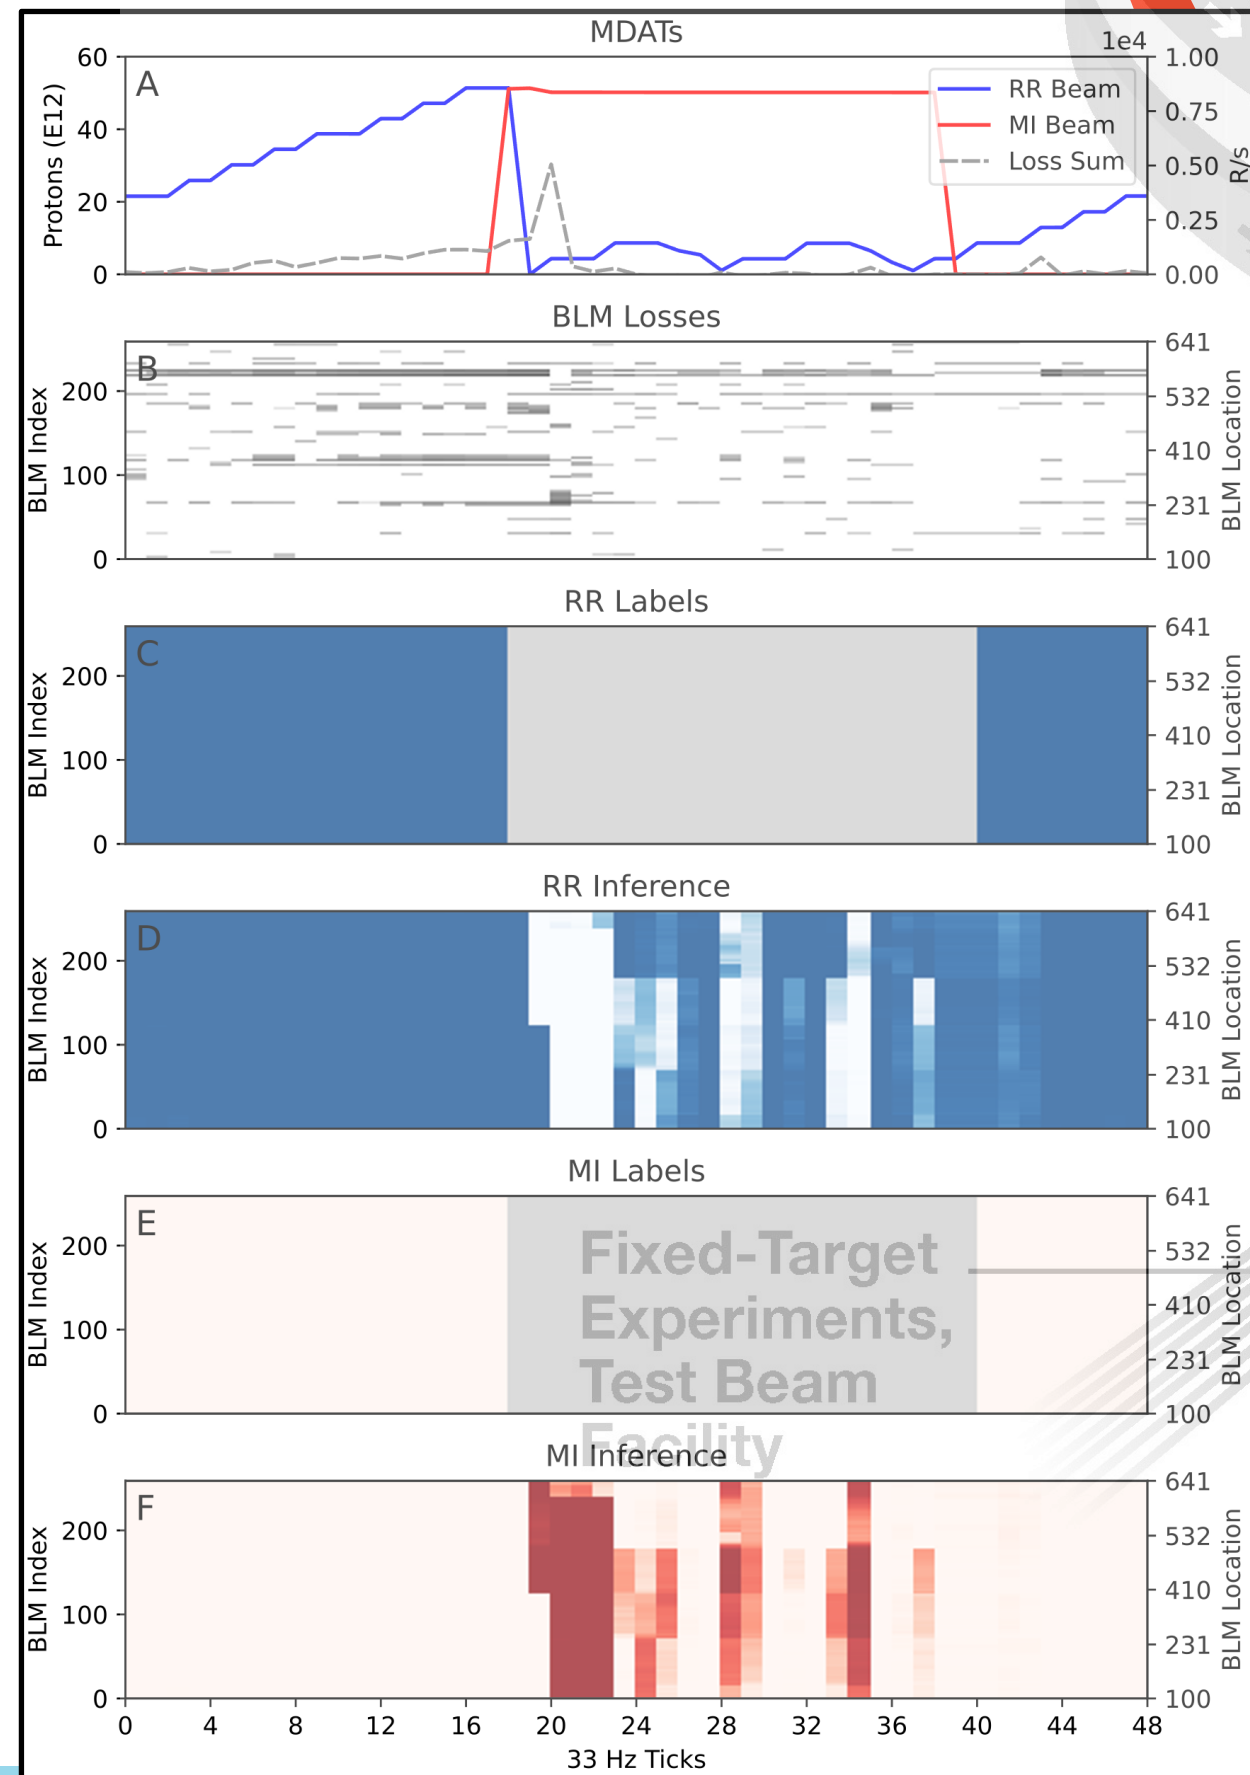 MDATs
1e4
A
RR Beam
MI Beam
Loss Sum
Protons (E12)
60
40
20
0
1.00
0.75
0.50
0.25
0.00
R/s
BLM Losses
B
BLM Index
200
100
0
641
532
410
231
100
BLM Location
RR Labels
C
BLM Index
200
100
0
641
532
410
231
100
BLM Location
RR Inference
D
BLM Index
200
100
0
641
532
410
231
100
BLM Location
MI Labels
E
BLM Index
200
100
0
641
532
410
231
100
BLM Location
Fixed-Target
Experiments,
Test Beam
Facility
MI Inference
F
BLM Index
200
100
0
641
532
410
231
100
BLM Location
0 4 8 12 16 20 24 28 32 36 40 44 48
33 Hz Ticks